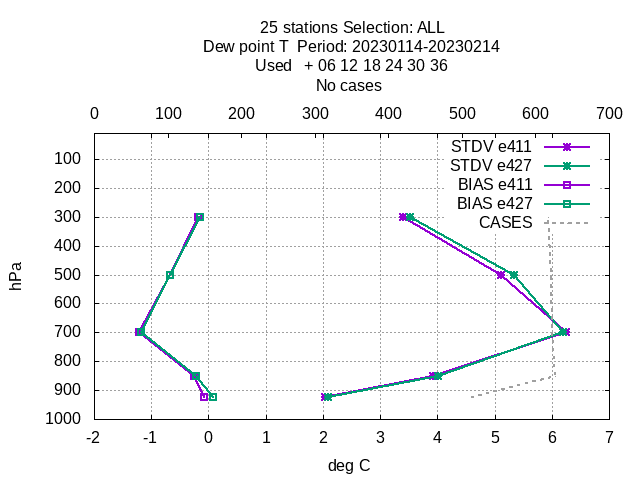 25 stations Selection: ALL
Dew point T  Period: 20230114-20230214
Used   + 06 12 18 24 30 36
No cases
0 100 200 300 400 500 600 700
STDV e411
STDV e427
BIAS e411
BIAS e427
CASES
100
200
300
400
500
600
700
800
900
1000
hPa
-2 -1 0 1 2 3 4 5 6 7
deg C